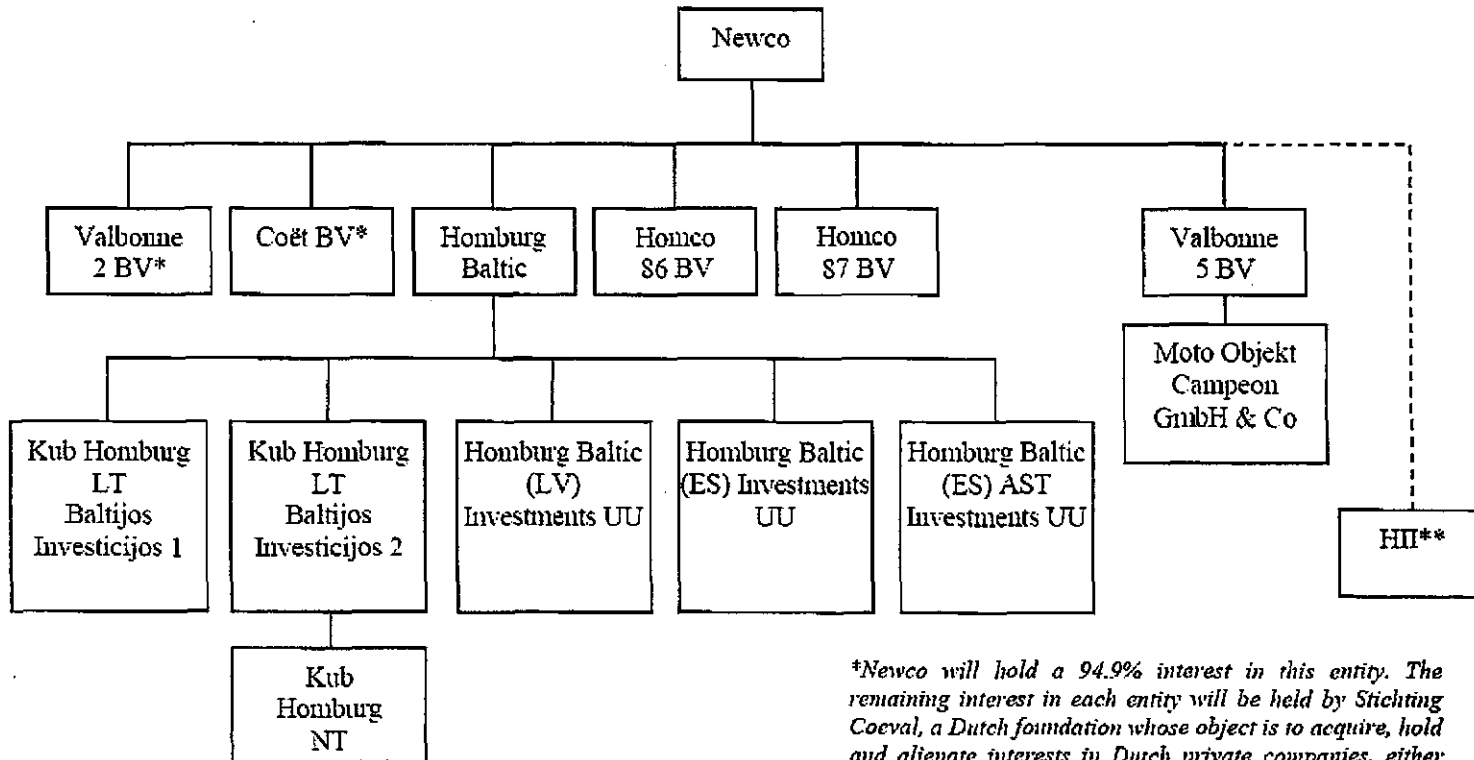 Newco
Valbonne
2 BV*
Coët BV*
Homburg
Baltic
Homco
86 BV
Homco
87 BV
Valbonne
5 BV
Moto Objekt
Campeon
GmbH & Co
Kub Homburg
LT
Baltijos
Investicijos 1
Kub Homburg
LT
Baltijos
Investicijos 2
Homburg Baltic
(LV)
Investments UU
Homburg Baltic
(ES) Investments
UU
Homburg Baltic
(ES) AST
Investments UU
HII**
Kub
Homburg
NT
*Newco will hold a 94.9% interest in this entity. The
remaining interest in each entity will be held by Stichting
Coeval, a Dutch foundation whose object is to acquire, hold
and alienate interests in Dutch private companies, either